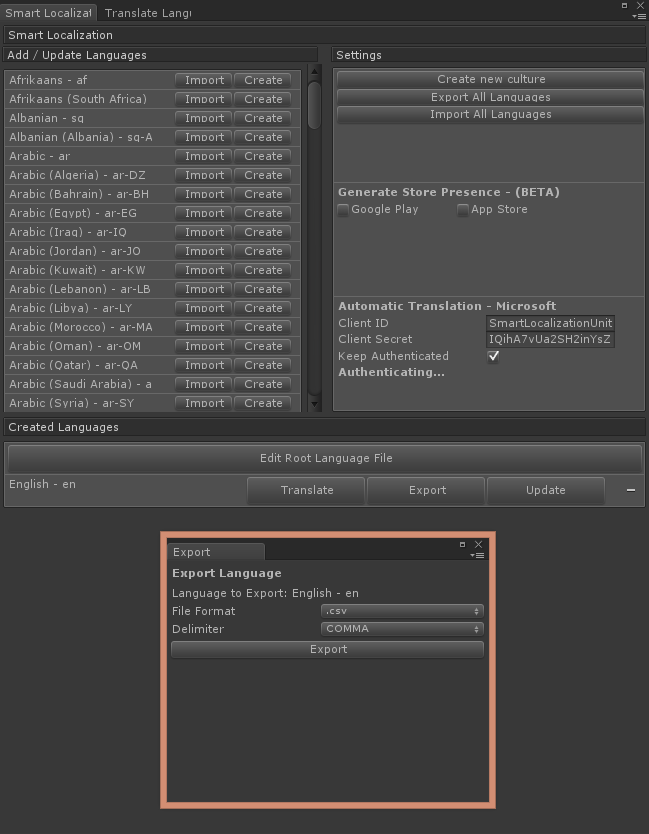 Smart Localizat
Translate Langu
Smart Localization
Add / Update Languages
Afrikaans - af Import Create
Afrikaans (South Africa) Import Create
Albanian - sq Import Create
Albanian (Albania) - sq-A Import Create
Arabic - ar Import Create
Arabic (Algeria) - ar-DZ Import Create
Arabic (Bahrain) - ar-BH Import Create
Arabic (Egypt) - ar-EG Import Create
Arabic (Iraq) - ar-IQ Import Create
Arabic (Jordan) - ar-JO Import Create
Arabic (Kuwait) - ar-KW Import Create
Arabic (Lebanon) - ar-LB Import Create
Arabic (Libya) - ar-LY Import Create
Arabic (Morocco) - ar-MA Import Create
Arabic (Oman) - ar-OM Import Create
Arabic (Qatar) - ar-QA Import Create
Arabic (Saudi Arabia) - a Import Create
Arabic (Syria) - ar-SY Import Create
Settings
Create new culture
Export All Languages
Import All Languages
Generate Store Presence - (BETA)
Google Play App Store
Automatic Translation - Microsoft
Client ID SmartLocalizationUnit
Client Secret IQihA7vUa2SH2inYsZ
Keep Authenticated
Authenticating...
Created Languages
Edit Root Language File
English - en Translate Export Update
Export
Export Language
Language to Export: English - en
File Format .csv
Delimiter COMMA
Export